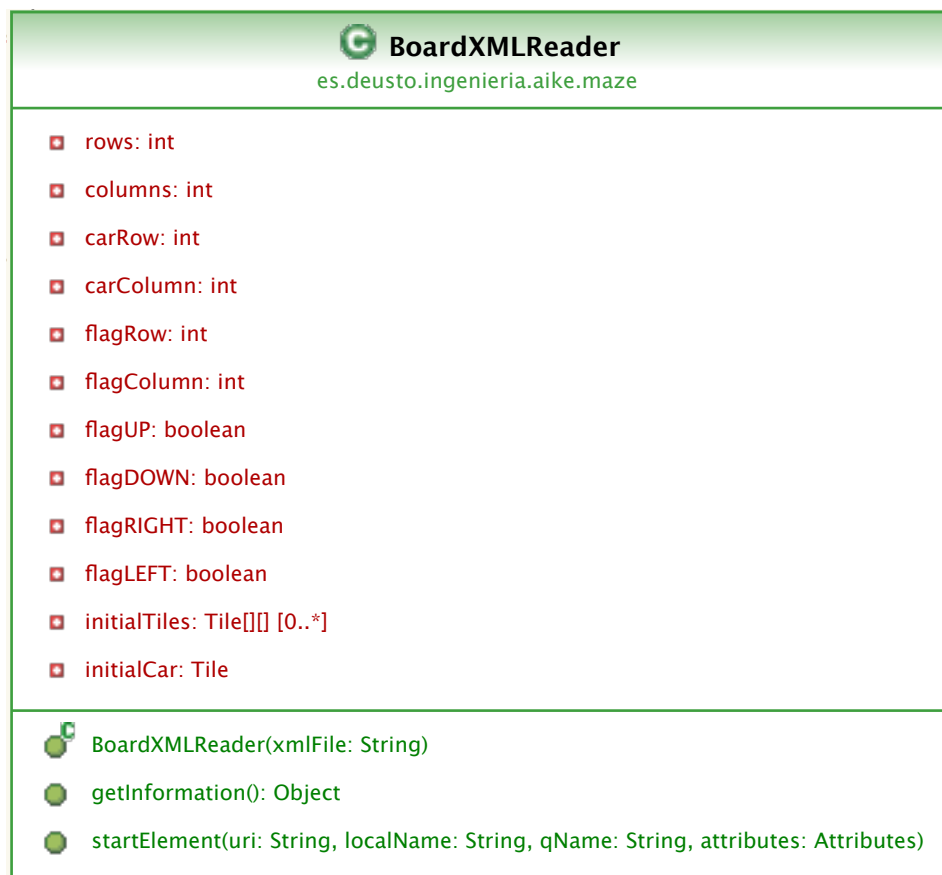 BoardXMLReader
es.deusto.ingenieria.aike.maze
rows: int
columns: int
carRow: int
carColumn: int
flagRow: int
flagColumn: int
flagUP: boolean
flagDOWN: boolean
flagRIGHT: boolean
flagLEFT: boolean
initialTiles: Tile[][] [0..*]
initialCar: Tile
BoardXMLReader(xmlFile: String)
getInformation(): Object
startElement(uri: String, localName: String, qName: String, attributes: Attributes)